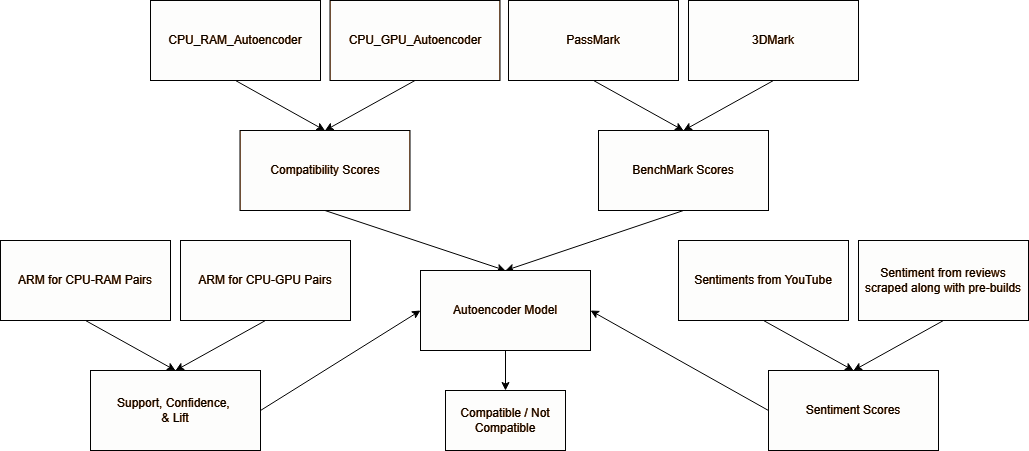 CPU_RAM_Autoencoder
CPU_GPU_Autoencoder
PassMark
3DMark
Compatibility Scores
BenchMark Scores
ARM for CPU-RAM Pairs
ARM for CPU-GPU Pairs
Autoencoder Model
Sentiments from YouTube
Sentiment from reviews
scraped along with pre-builds
Support, Confidence,
& Lift
Compatible / Not
Compatible
Sentiment Scores